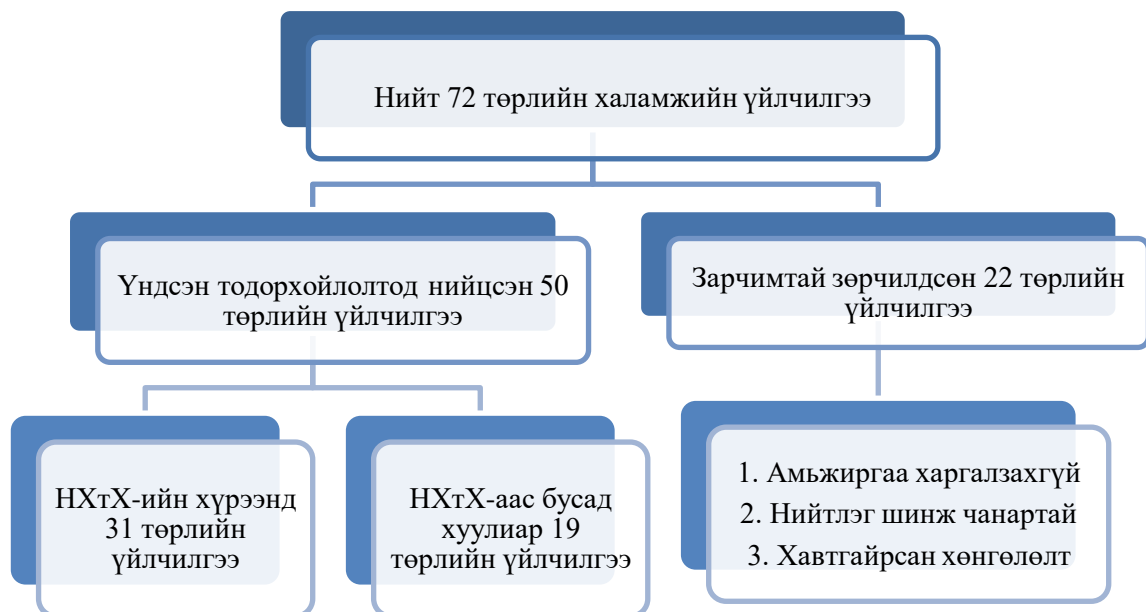 Нийт 72 төрлийн халамжийн үйлчилгээ
Үндсэн тодорхойлолтод нийцсэн 50
төрлийн үйлчилгээ
Зарчимтай зөрчилдсөн 22 төрлийн
үйлчилгээ
НХтХ-ийн хүрээнд
31 төрлийн
үйлчилгээ
НХтХ-аас бусад
хуулиар 19
төрлийн үйлчилгээ
1. Амьжиргаа харгалзахгүй
2. Нийтлэг шинж чанартай
3. Хавтгайрсан хөнгөлөлт